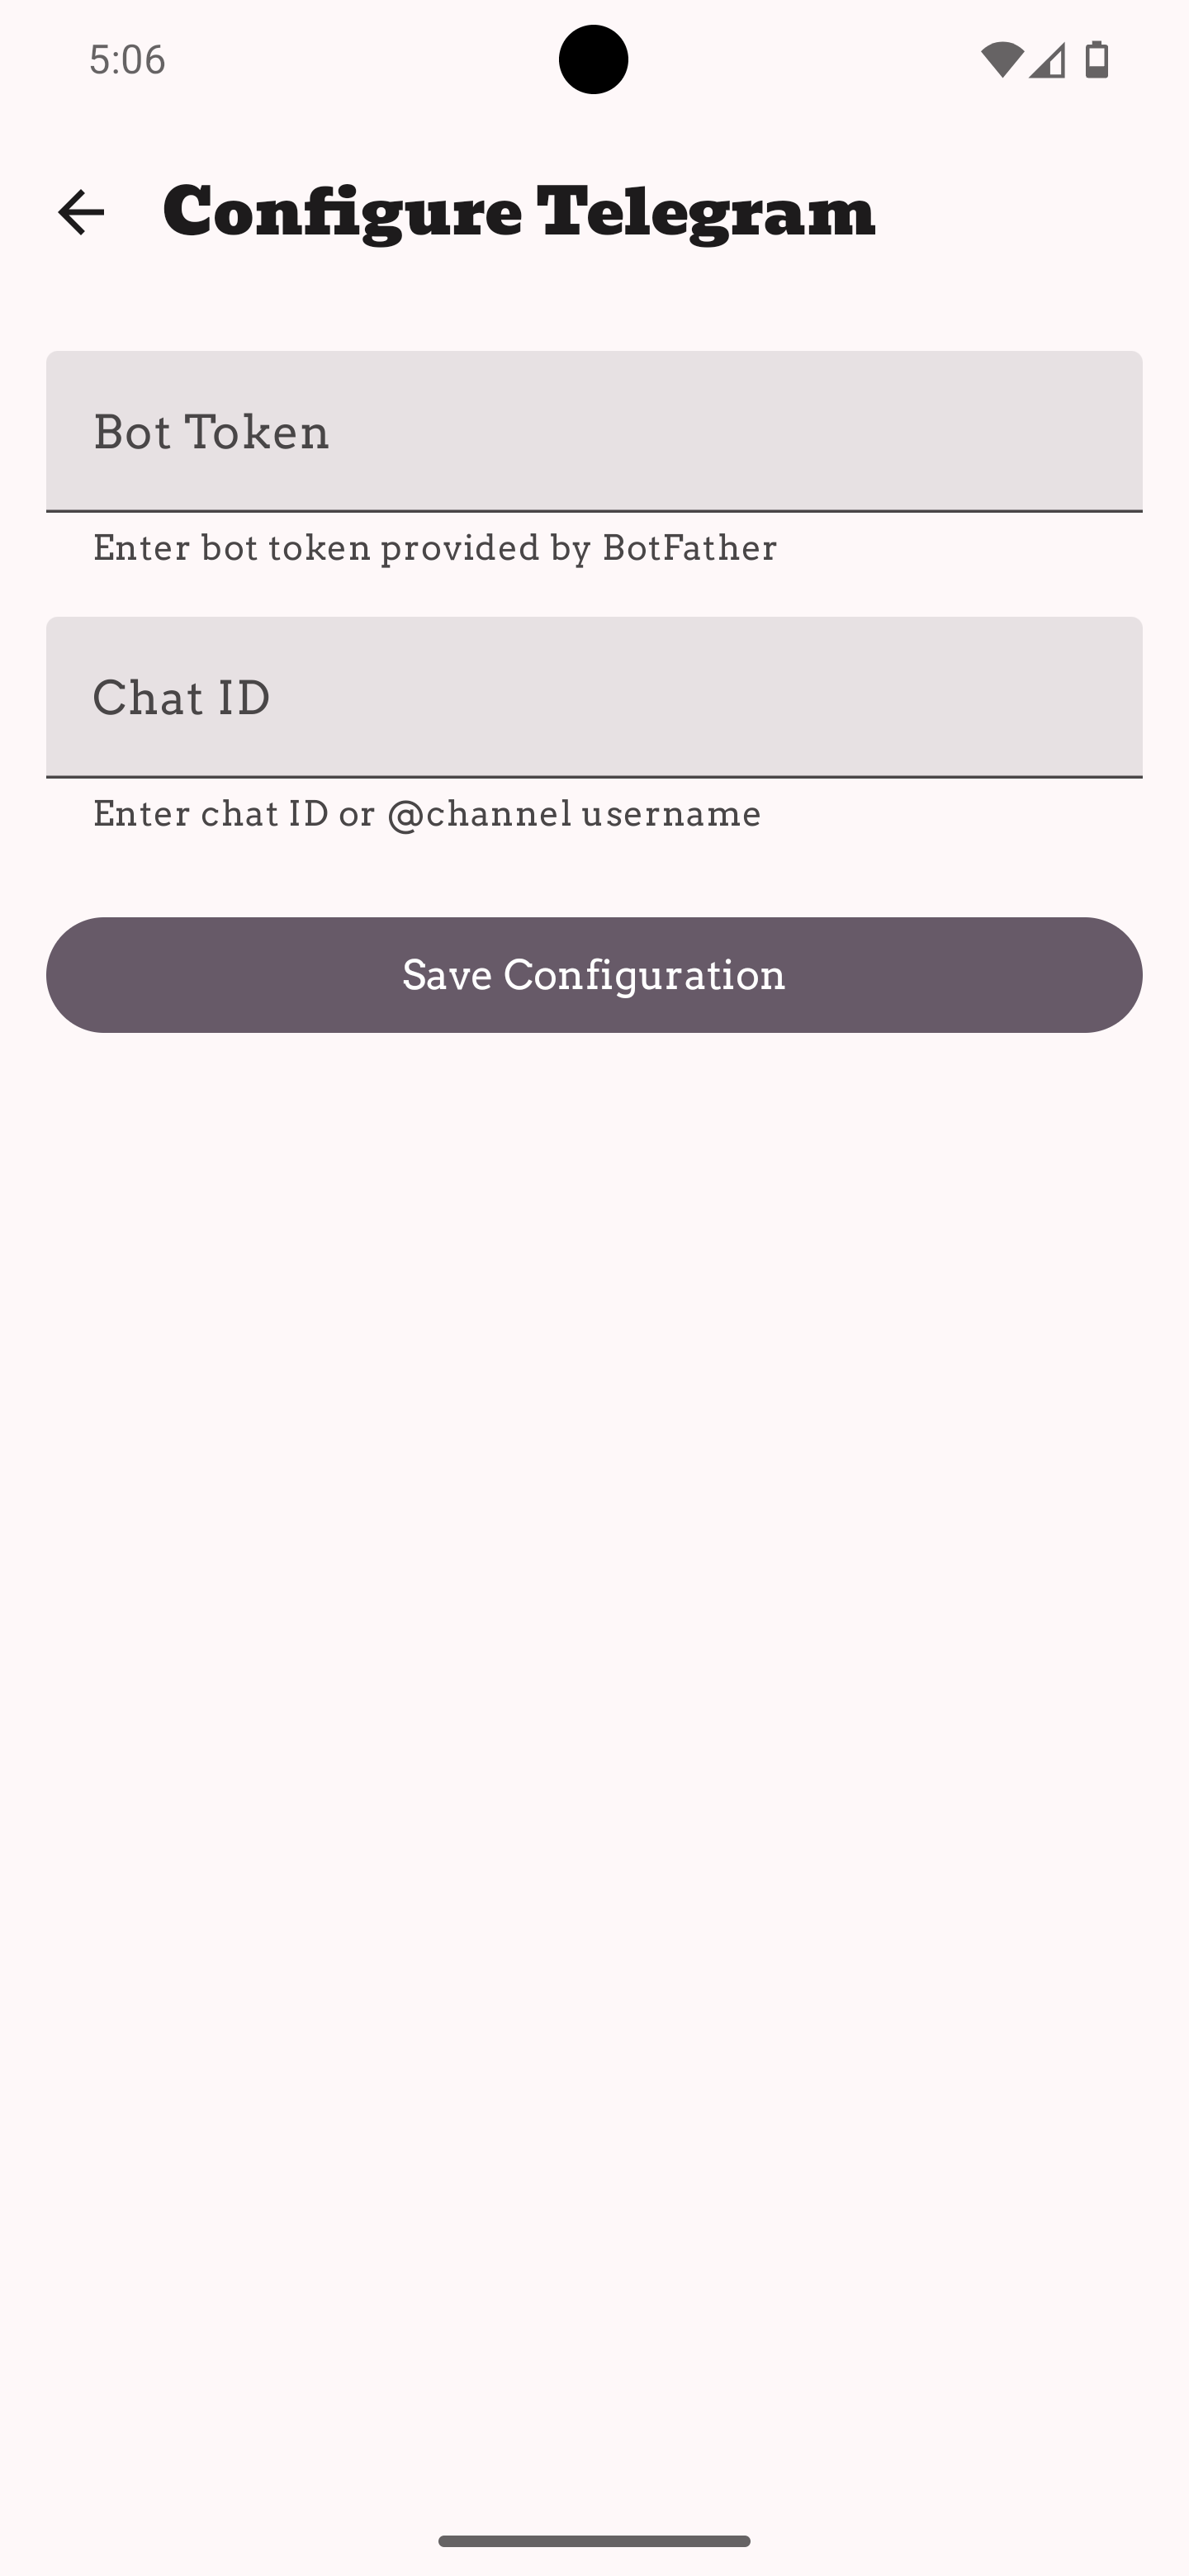 5:06
Configure Telegram
Bot Token
Enter bot token provided by BotFather
Chat ID
Enter chat ID or @channel username
Save Configuration